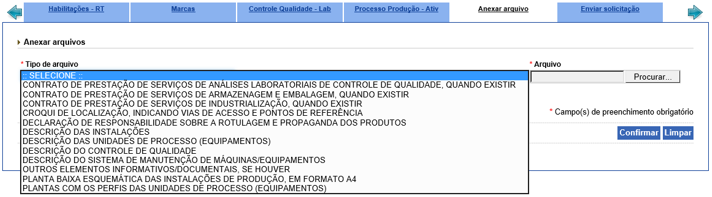 Habilitações - RT
Marcas
Controle Qualidade - Lab
Processo Produção - Ativ
Anexar arquivo
Enviar solicitação
Anexar arquivos
* Tipo de arquivo
* Arquivo
:: SELECIONE ::
Procurar...
CONTRATO DE PRESTAÇÃO DE SERVIÇOS DE ANÁLISES LABORATORIAIS DE CONTROLE DE QUALIDADE, QUANDO EXISTIR
CONTRATO DE PRESTAÇÃO DE SERVIÇOS DE ARMAZENAGEM E EMBALAGEM, QUANDO EXISTIR
CONTRATO DE PRESTAÇÃO DE SERVIÇOS DE INDUSTRIALIZAÇÃO, QUANDO EXISTIR
CROQUI DE LOCALIZAÇÃO, INDICANDO VIAS DE ACESSO E PONTOS DE REFERÊNCIA
DECLARAÇÃO DE RESPONSABILIDADE SOBRE A ROTULAGEM E PROPAGANDA DOS PRODUTOS
DESCRIÇÃO DAS INSTALAÇÕES
DESCRIÇÃO DAS UNIDADES DE PROCESSO (EQUIPAMENTOS)
DESCRIÇÃO DO CONTROLE DE QUALIDADE
DESCRIÇÃO DO SISTEMA DE MANUTENÇÃO DE MÁQUINAS/EQUIPAMENTOS
OUTROS ELEMENTOS INFORMATIVOS/DOCUMENTAIS, SE HOUVER
PLANTA BAIXA ESQUEMÁTICA DAS INSTALAÇÕES DE PRODUÇÃO, EM FORMATO A4
PLANTAS COM OS PERFIS DAS UNIDADES DE PROCESSO (EQUIPAMENTOS)
* Campo(s) de preenchimento obrigatório
Confirmar
Limpar